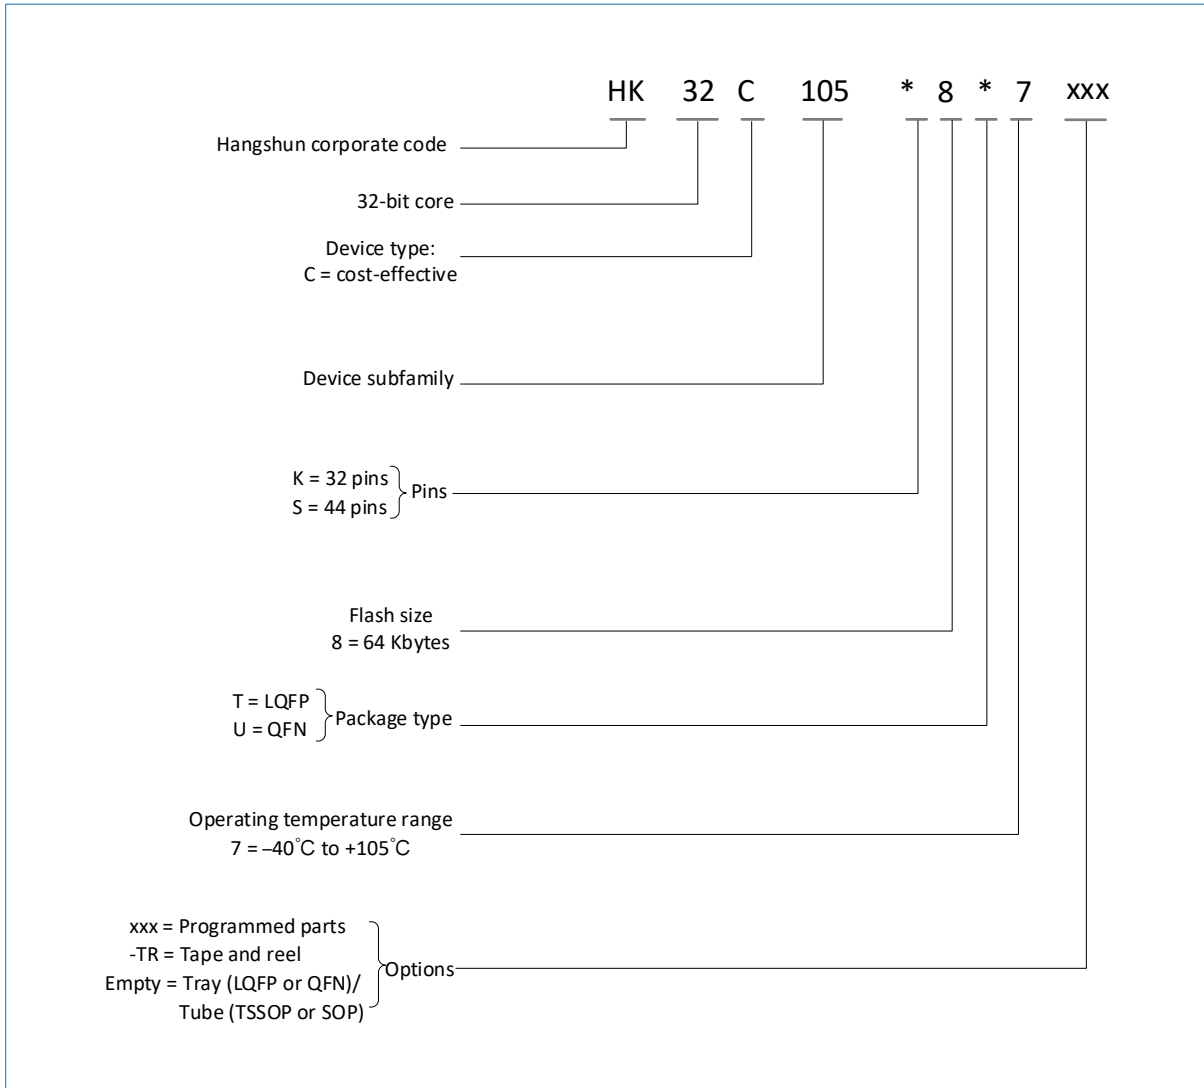 HK 32 C 105 * 8 * 7 xxx
Hangshun corporate code
32-bit core
Device type:
C = cost-effective
Device subfamily
K = 32 pins
S = 44 pins
Pins
Flash size
8 = 64 Kbytes
T = LQFP
U = QFN
Package type
Operating temperature range
7 = –40℃ to +105℃
xxx = Programmed parts
-TR = Tape and reel
Empty = Tray (LQFP or QFN)/
Tube (TSSOP or SOP)
Options